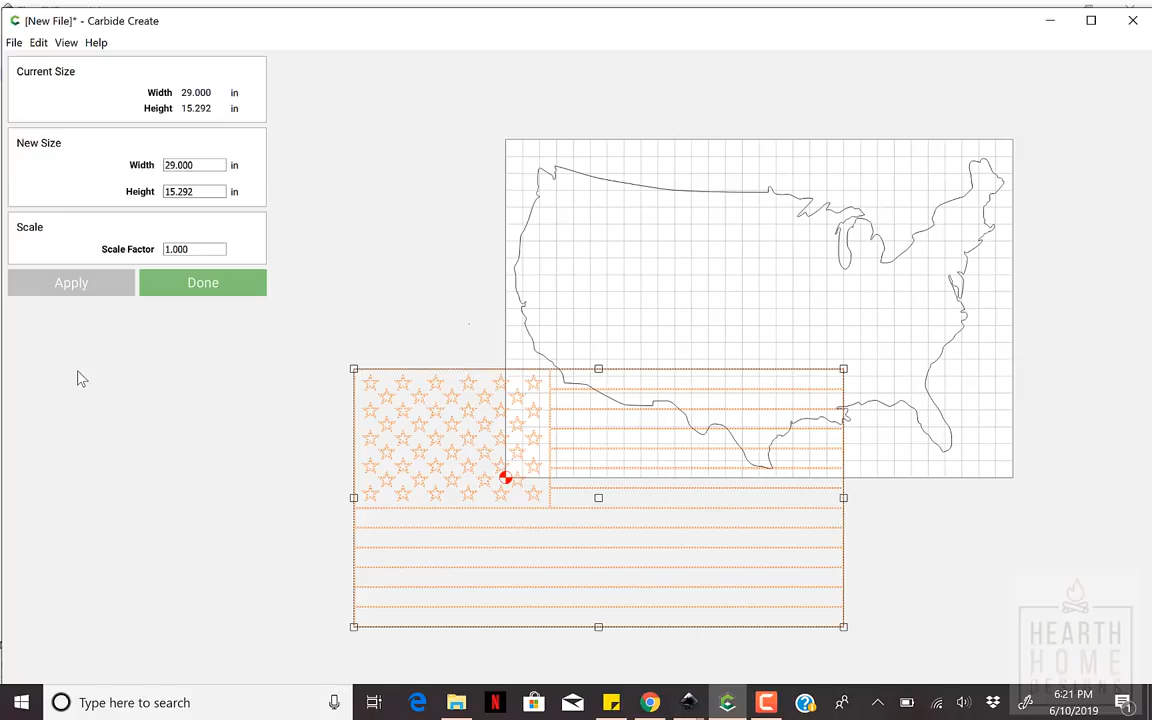 [New File]* - Carbide Create
File Edit View Help
Current Size
Width 29.000 in
Height 15.292 in
New Size
Width 29.000 in
Height 15.292 in
Scale
Scale Factor 1.000
Apply Done
HEARTH
HOME
DESIGNS
Type here to search
6:21 PM
6/10/2019
1